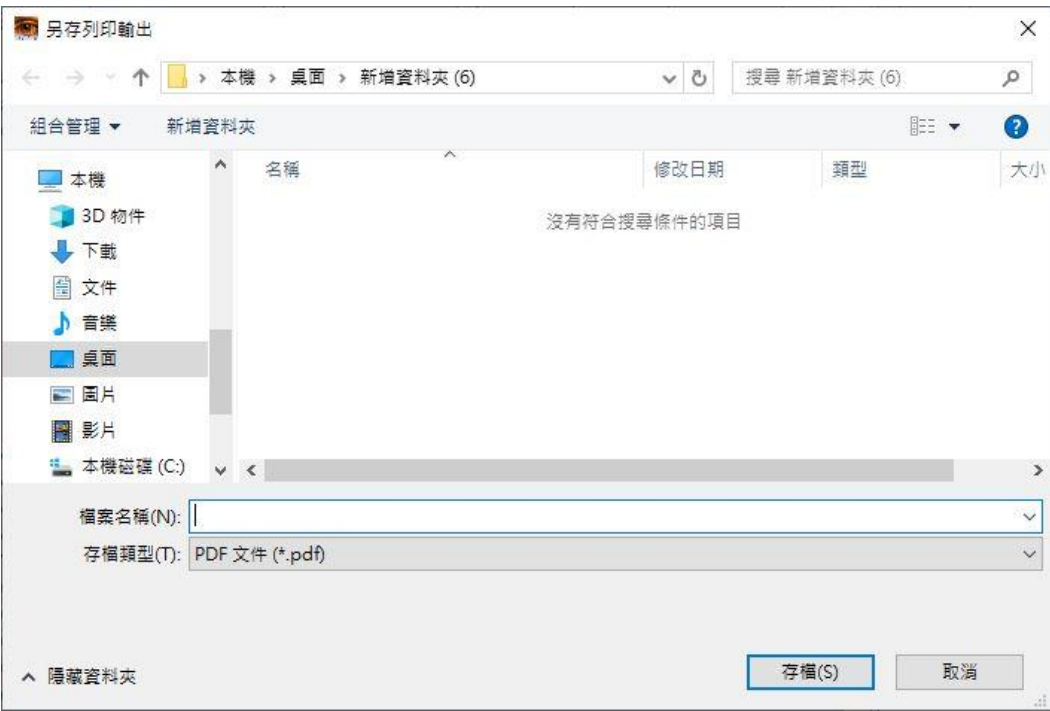 另存列印輸出
本機 › 桌面 › 新增資料夾 (6)
搜尋 新增資料夾 (6)
組合管理
新增資料夾
名稱
修改日期
類型
大小
沒有符合搜尋條件的項目
本機
3D 物件
下載
文件
音樂
桌面
圖片
影片
本機磁碟 (C:)
檔案名稱(N):
存檔類型(T): PDF 文件 (*.pdf)
隱藏資料夾
存檔(S)
取消